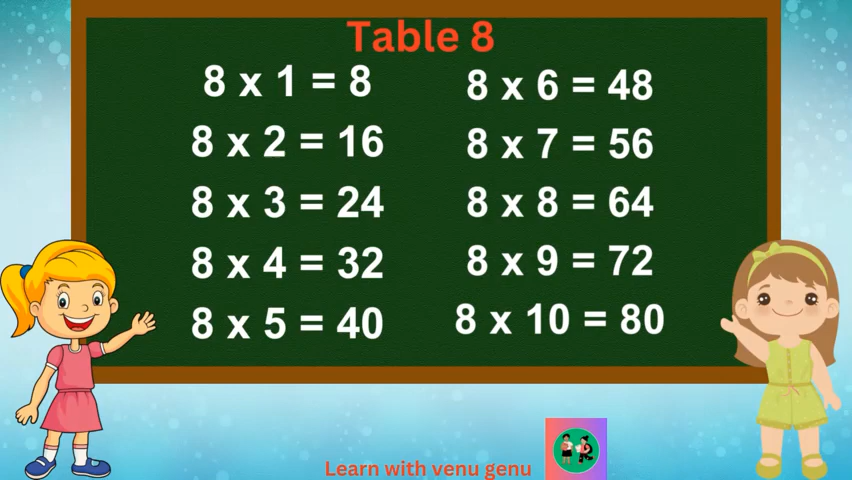 Table 8
8 x 1 = 8
8 x 2 = 16
8 x 3 = 24
8 x 4 = 32
8 x 5 = 40
8 x 6 = 48
8 x 7 = 56
8 x 8 = 64
8 x 9 = 72
8 x 10 = 80
Learn with venu genu